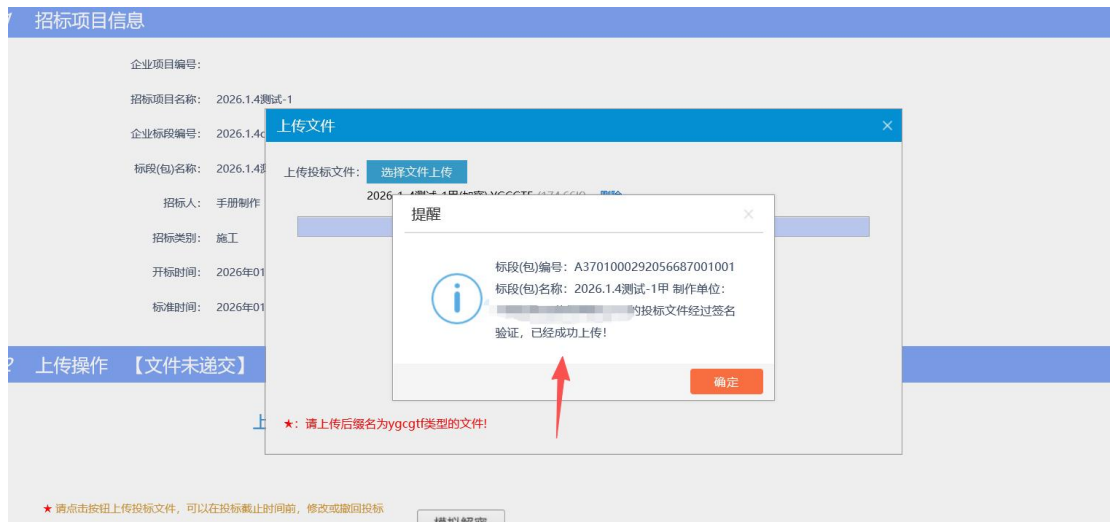 招标项目信息
企业项目编号：
招标项目名称： 2026.1.4测试-1
企业标段编号： 2026.1.4c
上传文件
标段(包)名称： 2026.1.4测
上传投标文件： 选择文件上传
招标人： 手册制作
提醒
招标类别： 施工
开标时间： 2026年01
标段(包)编号：A3701000292056687001001
标段(包)名称：2026.1.4测试-1甲 制作单位：
标准时间： 2026年01
的投标文件经过签名
验证，已经成功上传！
上传操作 【文件未递交】
确定
上
★：请上传后缀名为ygcgtf类型的文件!
★ 请点击按钮上传投标文件，可以在投标截止时间前，修改或撤回投标
模拟解密